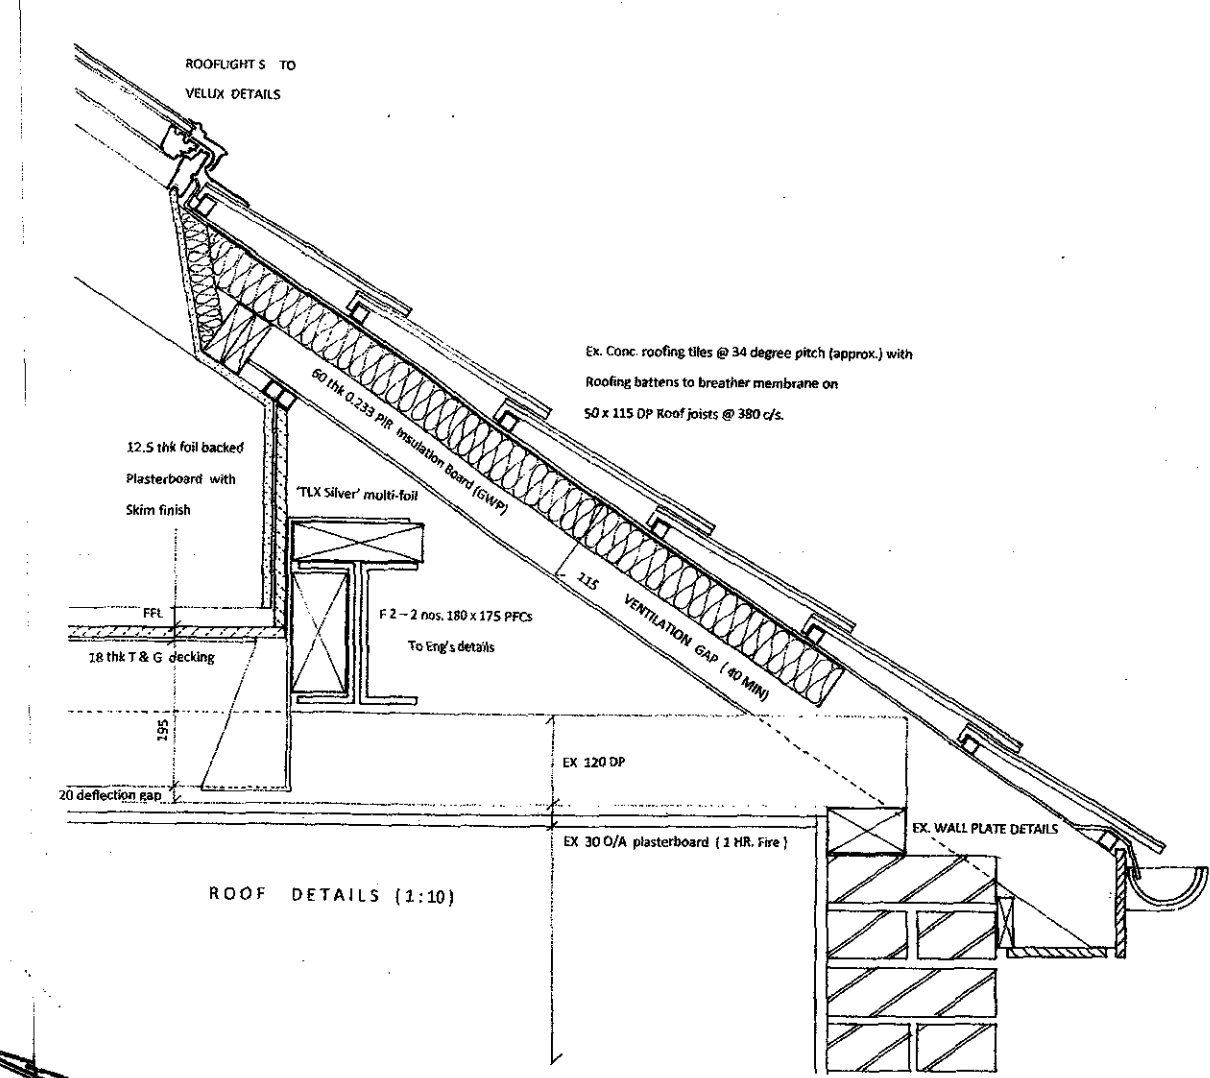 ROOFLIGHT S TO
VELUX DETAILS
Ex. Conc. roofing tiles @ 34 degree pitch (approx.) with
Roofing battens to breather membrane on
50 x 115 DP Roof joists @ 380 c/s.
60 thk 0.233 PIR Insulation Board (GWP)
12.5 thk foil backed
Plasterboard with
Skim finish
'TLX Silver' multi-foil
115
VENTILATION GAP ( 40 MIN)
F 2 – 2 nos. 180 x 175 PFCs
To Eng's details
FFL
18 thk T & G decking
195
20 deflection gap
EX 120 DP
EX 30 O/A plasterboard ( 1 HR. Fire )
EX. WALL PLATE DETAILS
ROOF DETAILS (1:10)